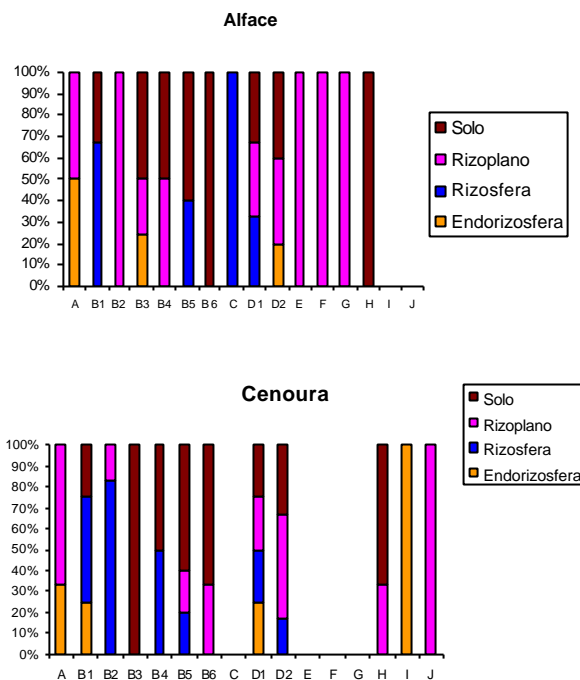 Alface
100%
90%
80%
70%
60%
50%
40%
30%
20%
10%
0%
A B1 B2 B3 B4 B5 B6 C D1 D2 E F G H I J
Solo
Rizoplano
Rizosfera
Endorizosfera
Cenoura
100%
90%
80%
70%
60%
50%
40%
30%
20%
10%
0%
A B1 B2 B3 B4 B5 B6 C D1 D2 E F G H I J
Solo
Rizoplano
Rizosfera
Endorizosfera